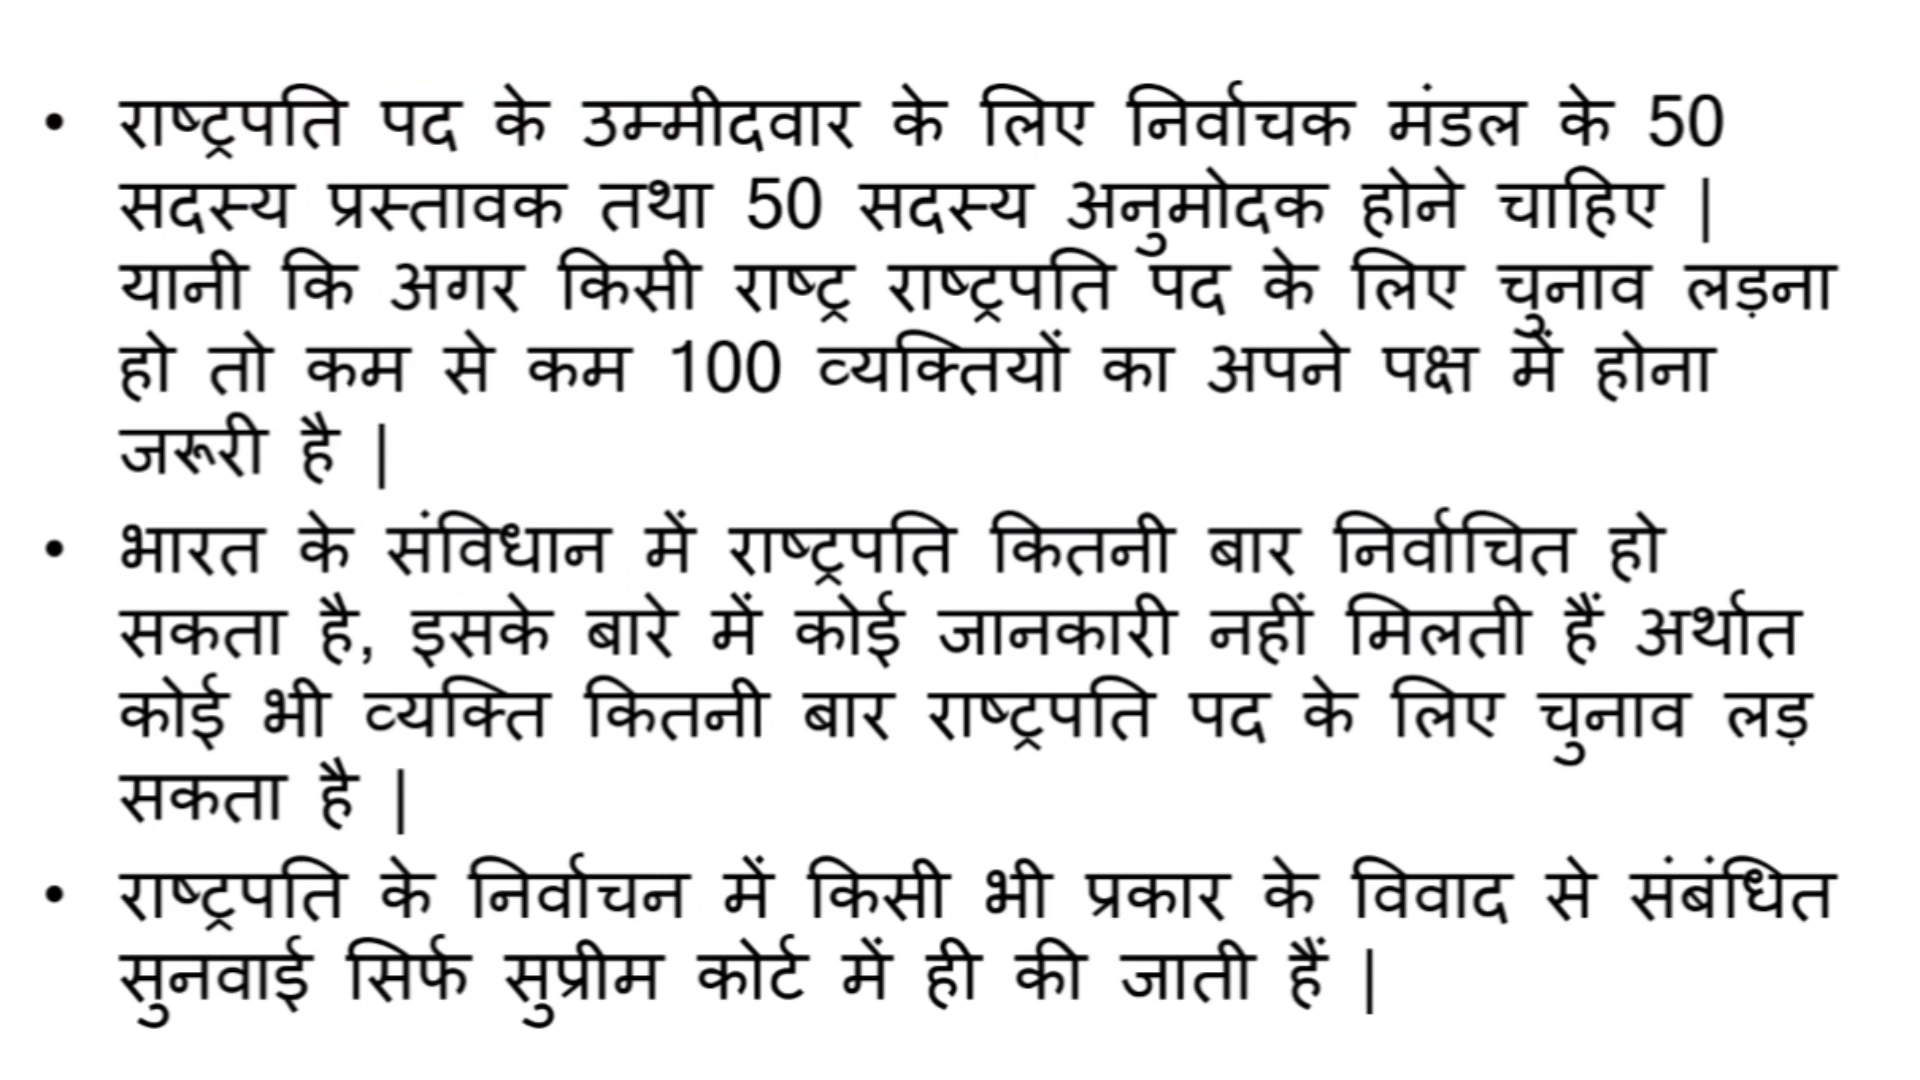 • राष्ट्रपति पद के उम्मीदवार के लिए निर्वाचक मंडल के 50
सदस्य प्रस्तावक तथा 50 सदस्य अनुमोदक होने चाहिए |
यानी कि अगर किसी राष्ट्र राष्ट्रपति पद के लिए चुनाव लड़ना
हो तो कम से कम 100 व्यक्तियों का अपने पक्ष में होना
जरूरी है |
• भारत के संविधान में राष्ट्रपति कितनी बार निर्वाचित हो
सकता है, इसके बारे में कोई जानकारी नहीं मिलती हैं अर्थात
कोई भी व्यक्ति कितनी बार राष्ट्रपति पद के लिए चुनाव लड़
सकता है |
• राष्ट्रपति के निर्वाचन में किसी भी प्रकार के विवाद से संबंधित
सुनवाई सिर्फ सुप्रीम कोर्ट में ही की जाती हैं |